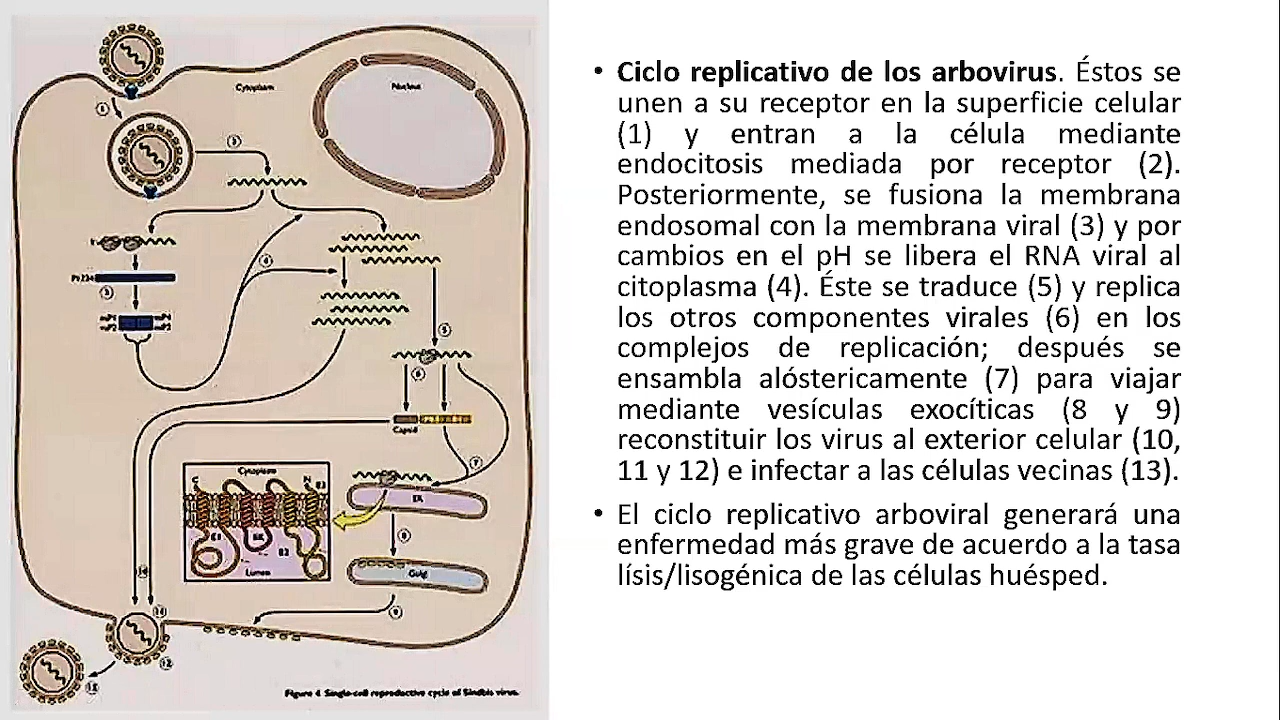 Cytoplasm
Nucleus
Capsid
Cytoplasm
C
N
E3
E1
6K
E2
Lumen
ER
Golgi
Figure 4 Single-cell reproductive cycle of Sindbis virus.
• Ciclo replicativo de los arbovirus. Éstos se
unen a su receptor en la superficie celular
(1) y entran a la célula mediante
endocitosis mediada por receptor (2).
Posteriormente, se fusiona la membrana
endosomal con la membrana viral (3) y por
cambios en el pH se libera el RNA viral al
citoplasma (4). Éste se traduce (5) y replica
los otros componentes virales (6) en los
complejos de replicación; después se
ensambla alóstericamente (7) para viajar
mediante vesículas exocíticas (8 y 9)
reconstituir los virus al exterior celular (10,
11 y 12) e infectar a las células vecinas (13).
• El ciclo replicativo arboviral generará una
enfermedad más grave de acuerdo a la tasa
lísis/lisogénica de las células huésped.